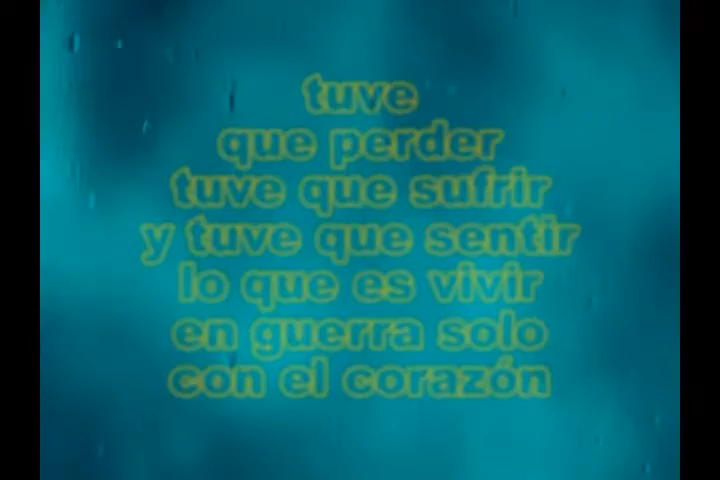 tuve
que perder
tuve que sufrir
y tuve que sentir
lo que es vivir
en guerra solo
con el corazón